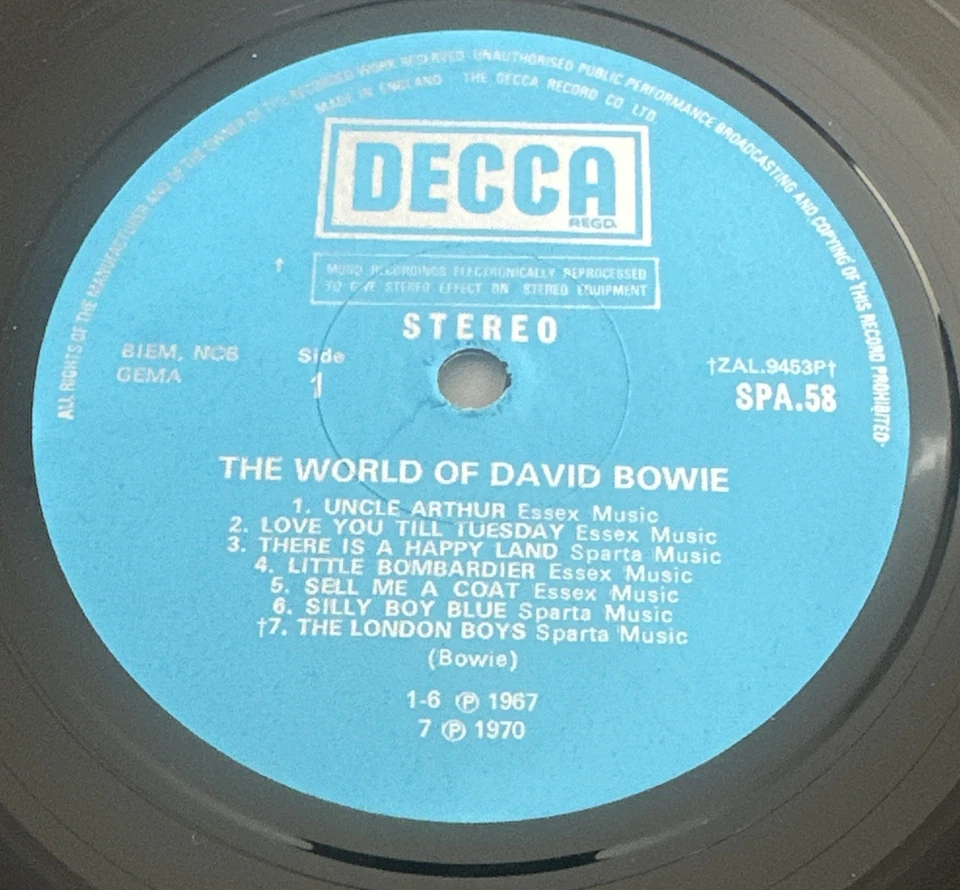 ALL RIGHTS OF THE MANUFACTURER AND OF THE OWNER OF THE RECORDED WORK RESERVED UNAUTHORISED PUBLIC PERFORMANCE BROADCASTING AND COPYING OF THIS RECORD PROHIBITED·
MADE IN ENGLAND THE DECCA RECORD CO. LTD.
DECCA
REGD.
†
MONO RECORDINGS ELECTRONICALLY REPROCESSED
TO GIVE STEREO EFFECT ON STEREO EQUIPMENT
STEREO
BIEM, NCB
GEMA
Side
1
†ZAL.9453P†
SPA.58
THE WORLD OF DAVID BOWIE
1. UNCLE ARTHUR Essex Music
2. LOVE YOU TILL TUESDAY Essex Music
3. THERE IS A HAPPY LAND Sparta Music
4. LITTLE BOMBARDIER Essex Music
5. SELL ME A COAT Essex Music
6. SILLY BOY BLUE Sparta Music
†7. THE LONDON BOYS Sparta Music
(Bowie)
1-6 ℗ 1967
7 ℗ 1970